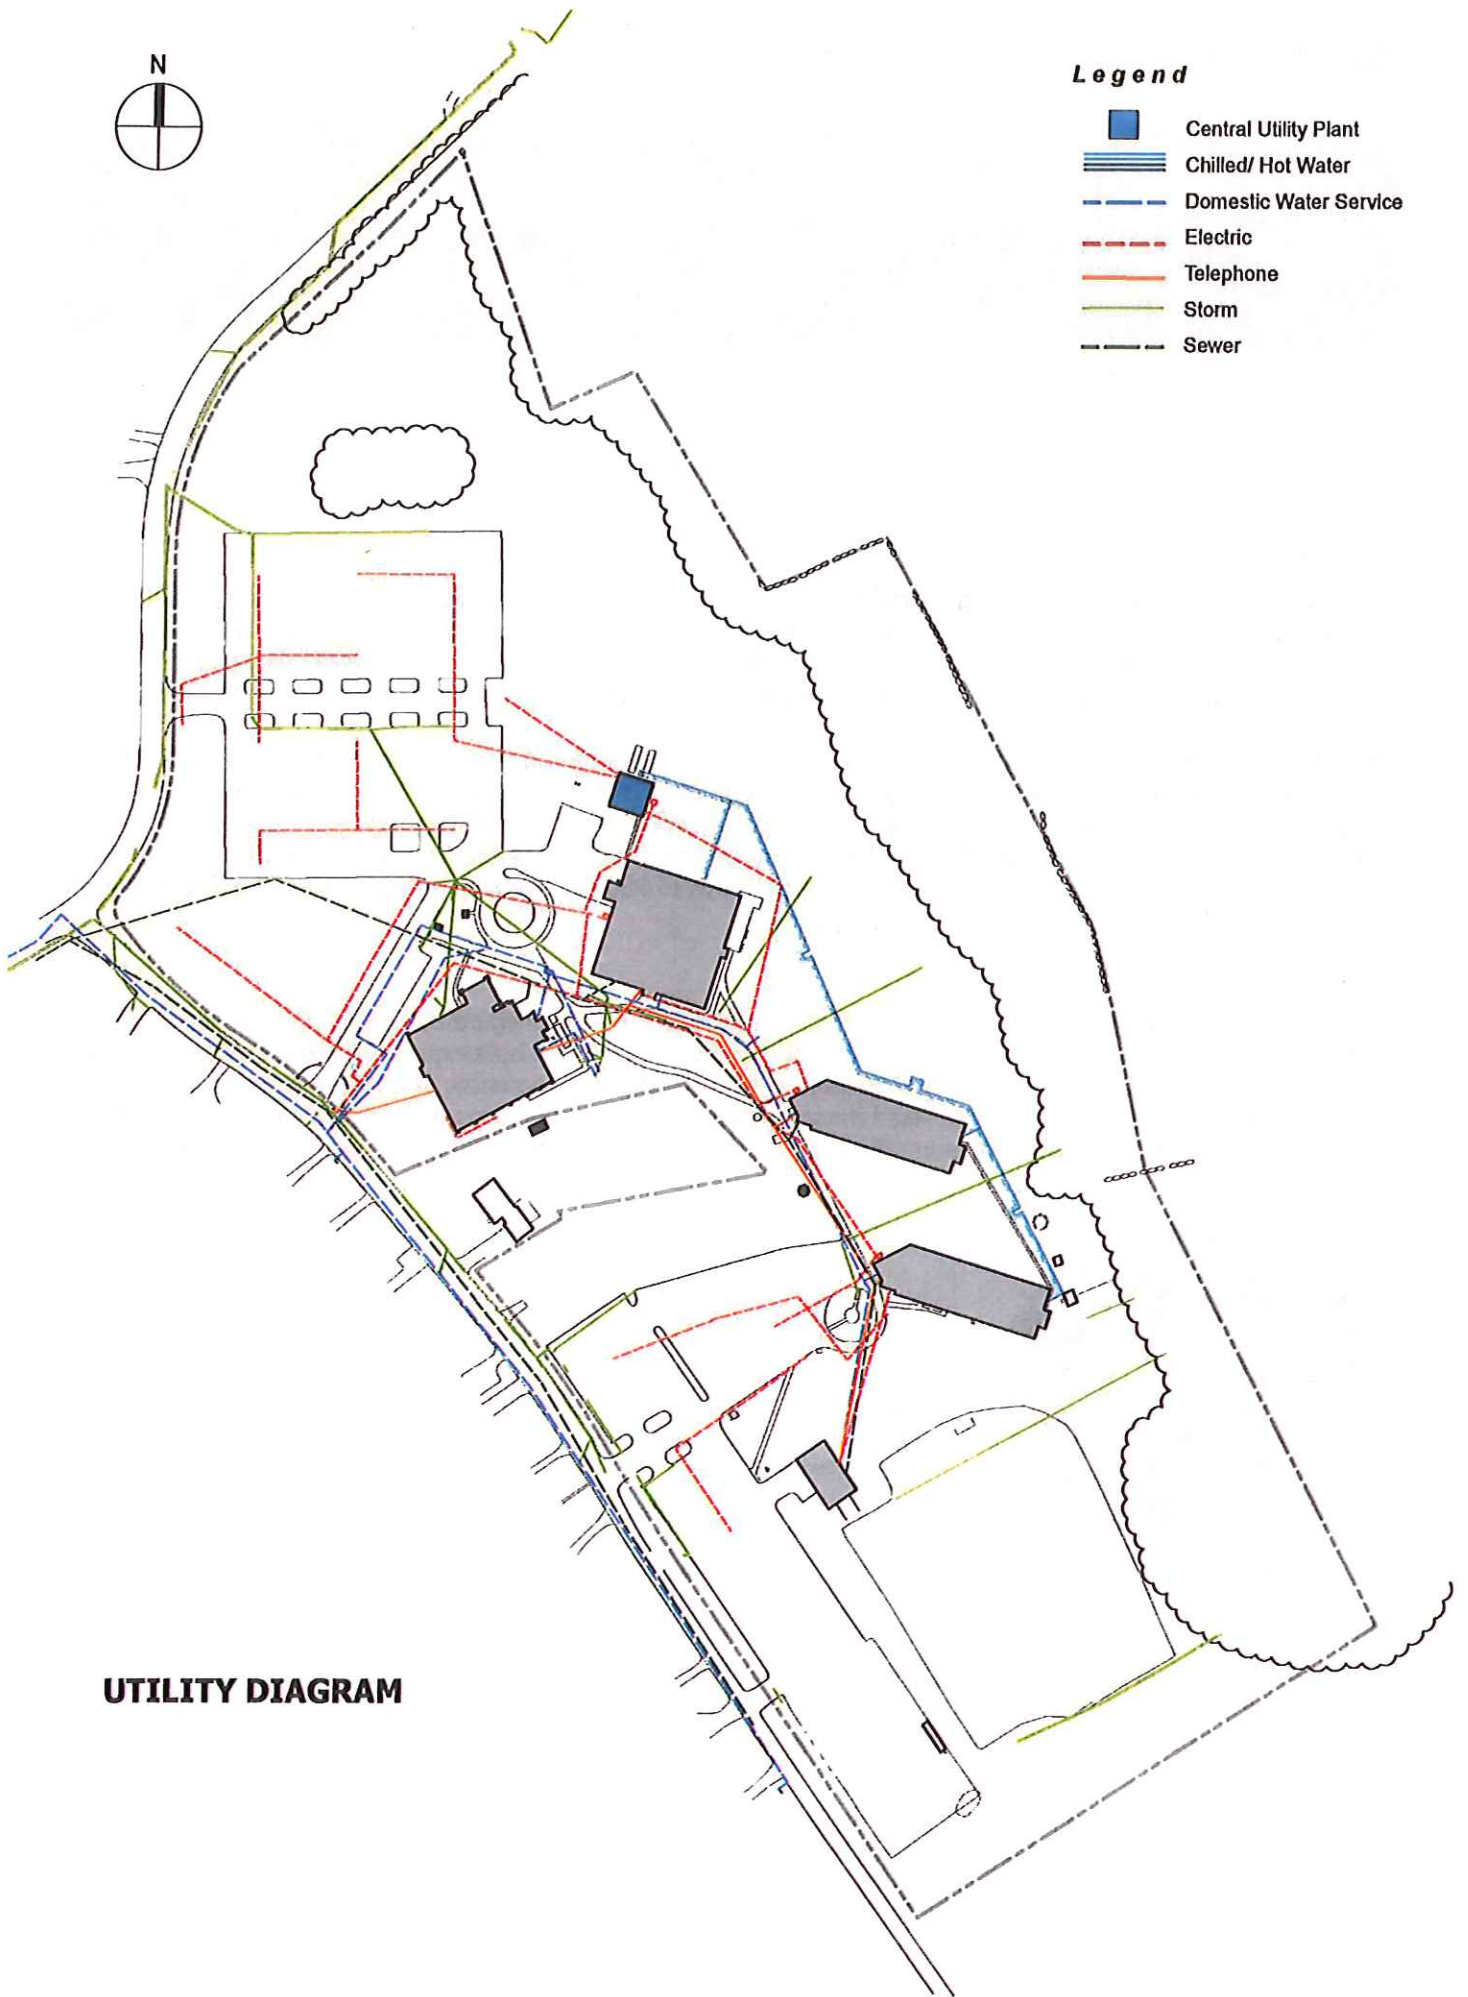 N
Legend
Central Utility Plant
Chilled/ Hot Water
Domestic Water Service
Electric
Telephone
Storm
Sewer
UTILITY DIAGRAM